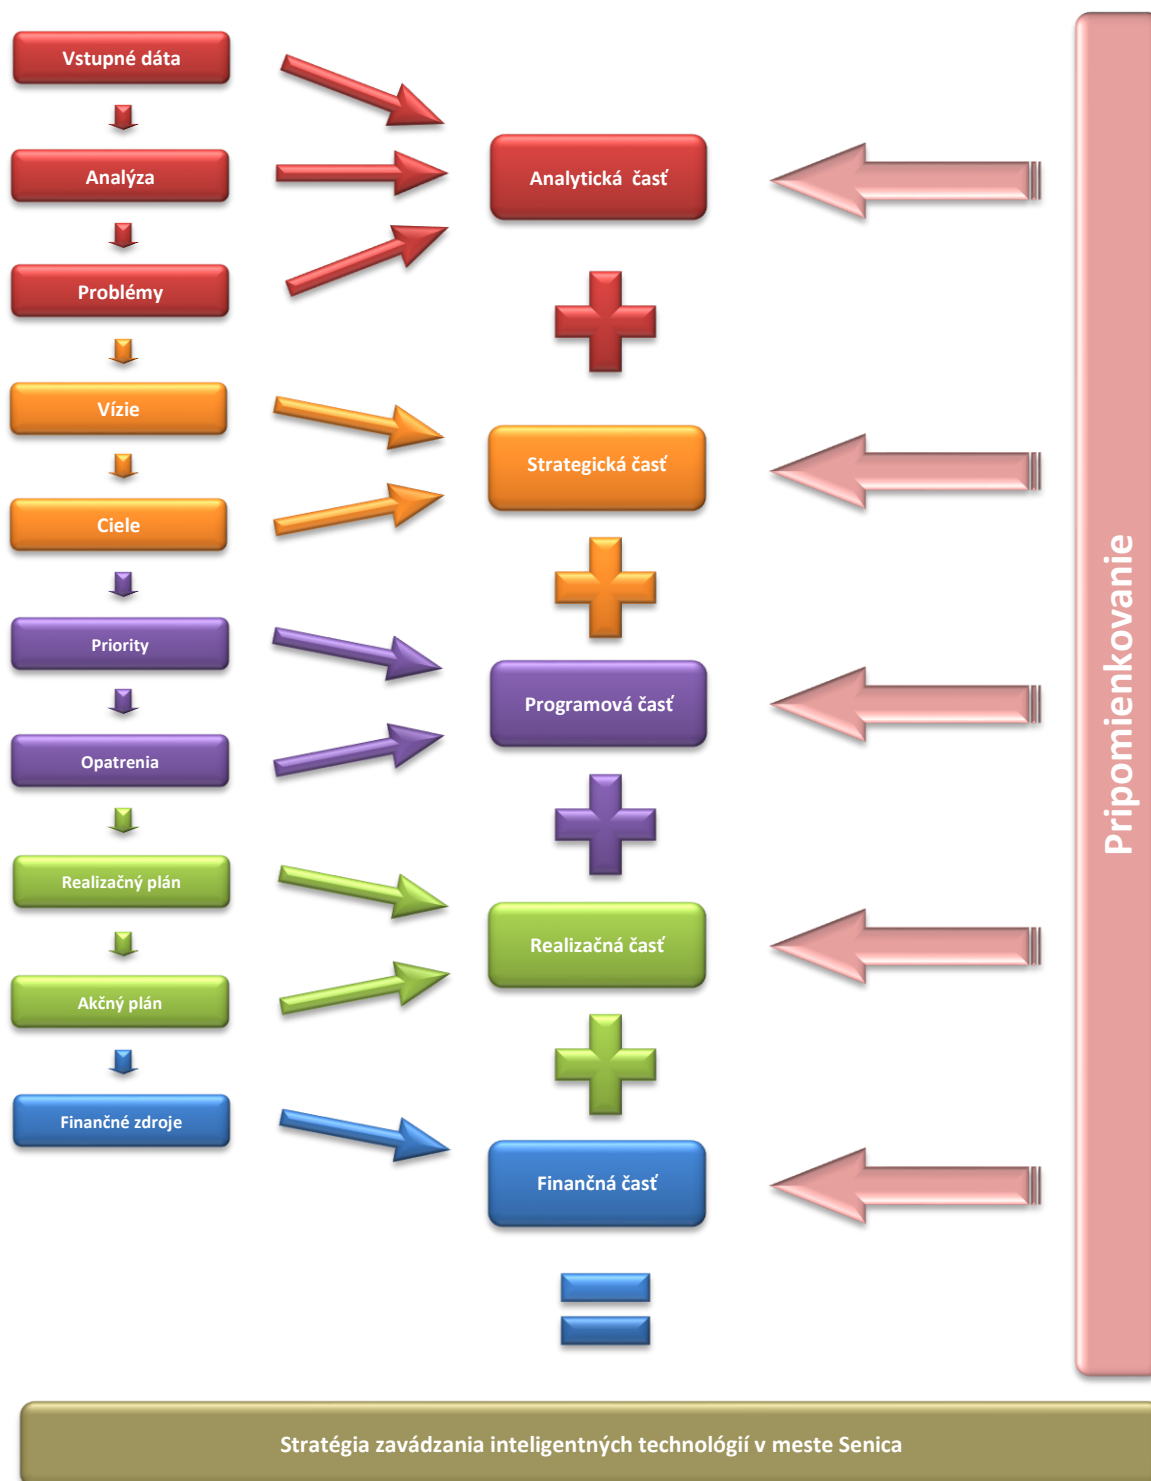 Vstupné dáta
Analýza
Problémy
Vízie
Ciele
Priority
Opatrenia
Realizačný plán
Akčný plán
Finančné zdroje
Analytická časť
Strategická časť
Programová časť
Realizačná časť
Finančná časť
Pripomienkovanie
Stratégia zavádzania inteligentných technológií v meste Senica